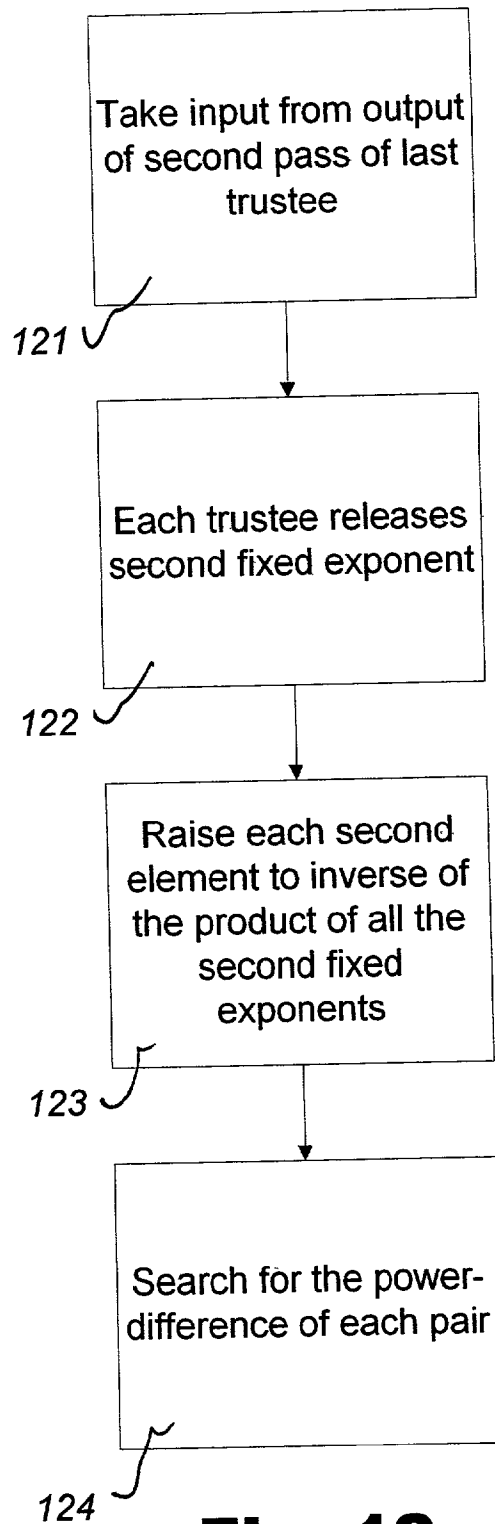 Take input from output
of second pass of last
trustee
121
Each trustee releases
second fixed exponent
122
Raise each second
element to inverse of
the product of all the
second fixed
exponents
123
Search for the power-
difference of each pair
124